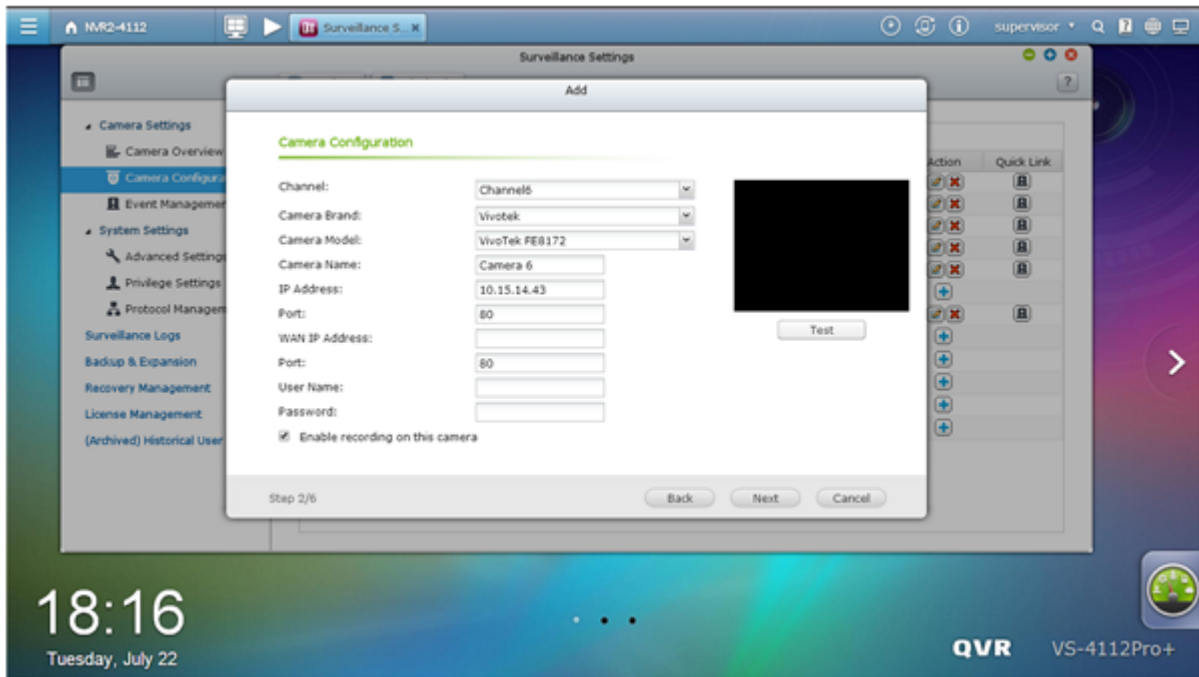 NVR2-4112
Surveillance S...
supervisor
Surveillance Settings
Add
Camera Settings
Camera Overview
Camera Configura
Event Managemen
System Settings
Advanced Settings
Privilege Settings
Protocol Managem
Surveillance Logs
Backup & Expansion
Recovery Management
License Management
(Archived) Historical User
Camera Configuration
Channel: Channel6
Camera Brand: Vivotek
Camera Model: VivoTek FE8172
Camera Name: Camera 6
IP Address: 10.15.14.43
Port: 80
WAN IP Address:
Port: 80
User Name:
Password:
Enable recording on this camera
Test
Step 2/6
Back Next Cancel
Action Quick Link
18:16
Tuesday, July 22
QVR VS-4112Pro+